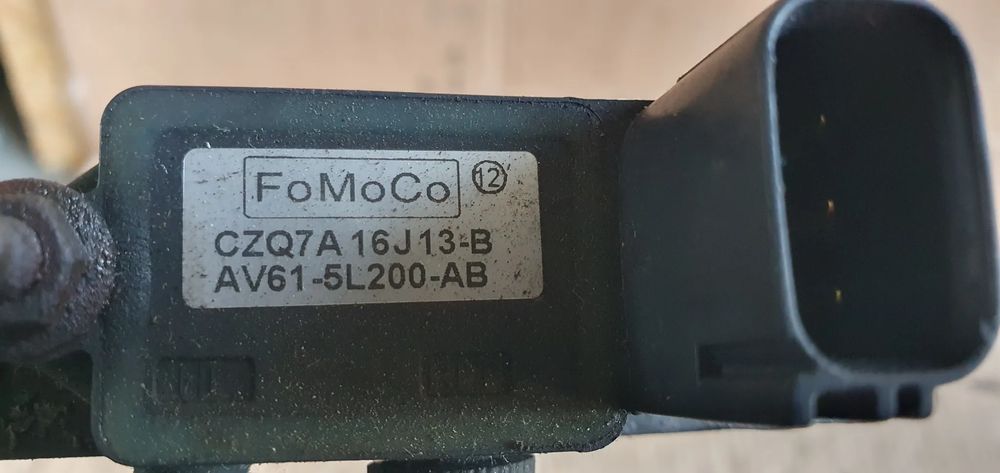 FoMoCo 12
CZQ7A 16J13-B
AV61-5L200-AB